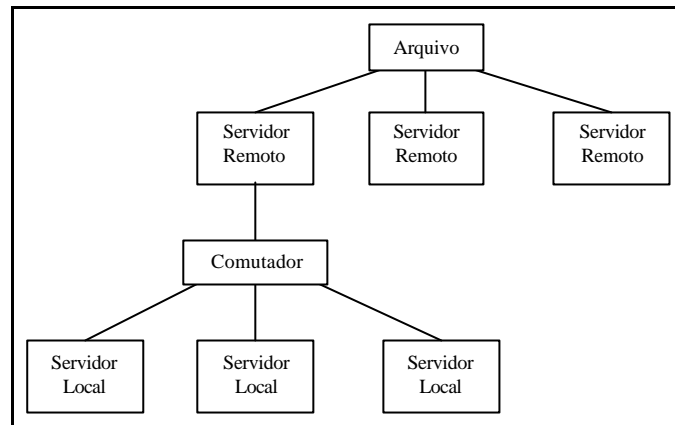 Arquivo
Servidor
Remoto
Servidor
Remoto
Servidor
Remoto
Comutador
Servidor
Local
Servidor
Local
Servidor
Local